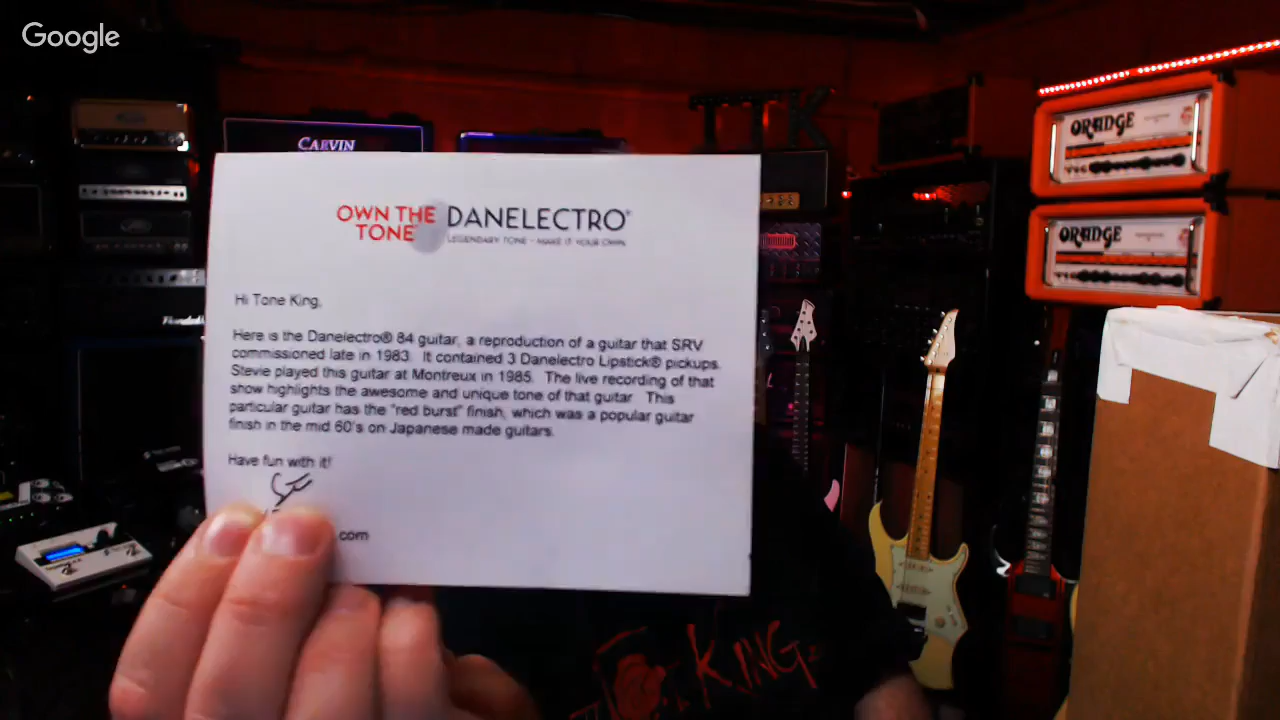 Google
CARVIN
TTK
ORANGE
ORANGE
OWN THE
TONE
DANELECTRO®
LEGENDARY TONE - MAKE IT YOUR OWN
Hi Tone King,
Here is the Danelectro® 84 guitar, a reproduction of a guitar that SRV
commissioned late in 1983. It contained 3 Danelectro Lipstick® pickups.
Stevie played this guitar at Montreux in 1985. The live recording of that
show highlights the awesome and unique tone of that guitar. This
particular guitar has the "red burst" finish, which was a popular guitar
finish in the mid 60's on Japanese made guitars.
Have fun with it!
.com
KING